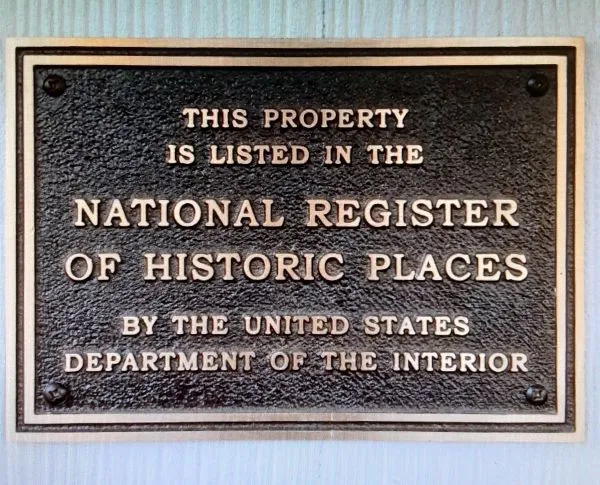 THIS PROPERTY
IS LISTED IN THE
NATIONAL REGISTER
OF HISTORIC PLACES
BY THE UNITED STATES
DEPARTMENT OF THE INTERIOR